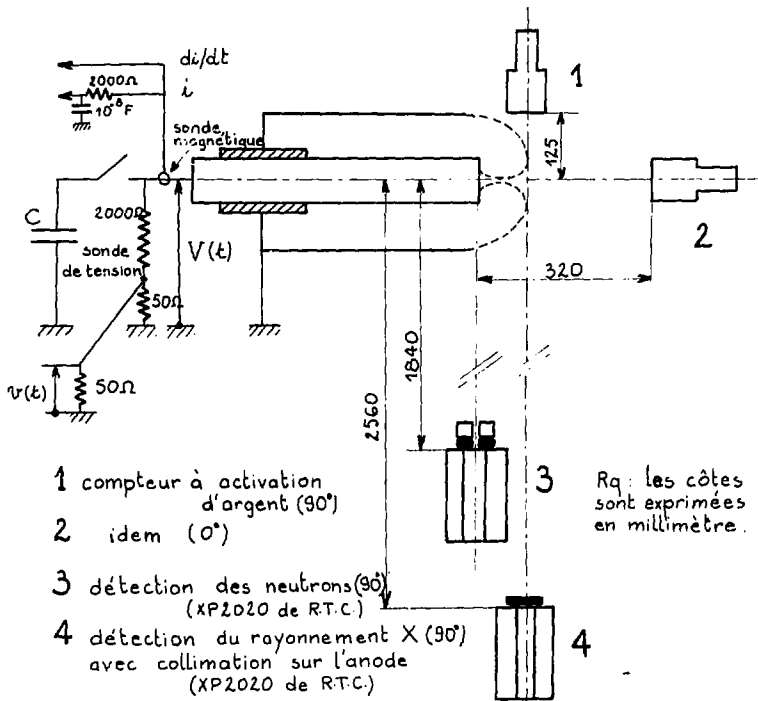 di/dt
2000Ω
i
10⁻⁸F
sonde
magnétique
C
2000Ω
sonde
de tension
V(t)
50Ω
v(t)
50Ω
1
125
2
320
1840
2560
3
4
1 compteur à activation
d'argent (90°)
2 idem (0°)
3 détection des neutrons (90°)
(XP2020 de R.T.C.)
4 détection du rayonnement X (90°)
avec collimation sur l'anode
(XP2020 de R.T.C.)
Rq : les côtes
sont exprimées
en millimètre.